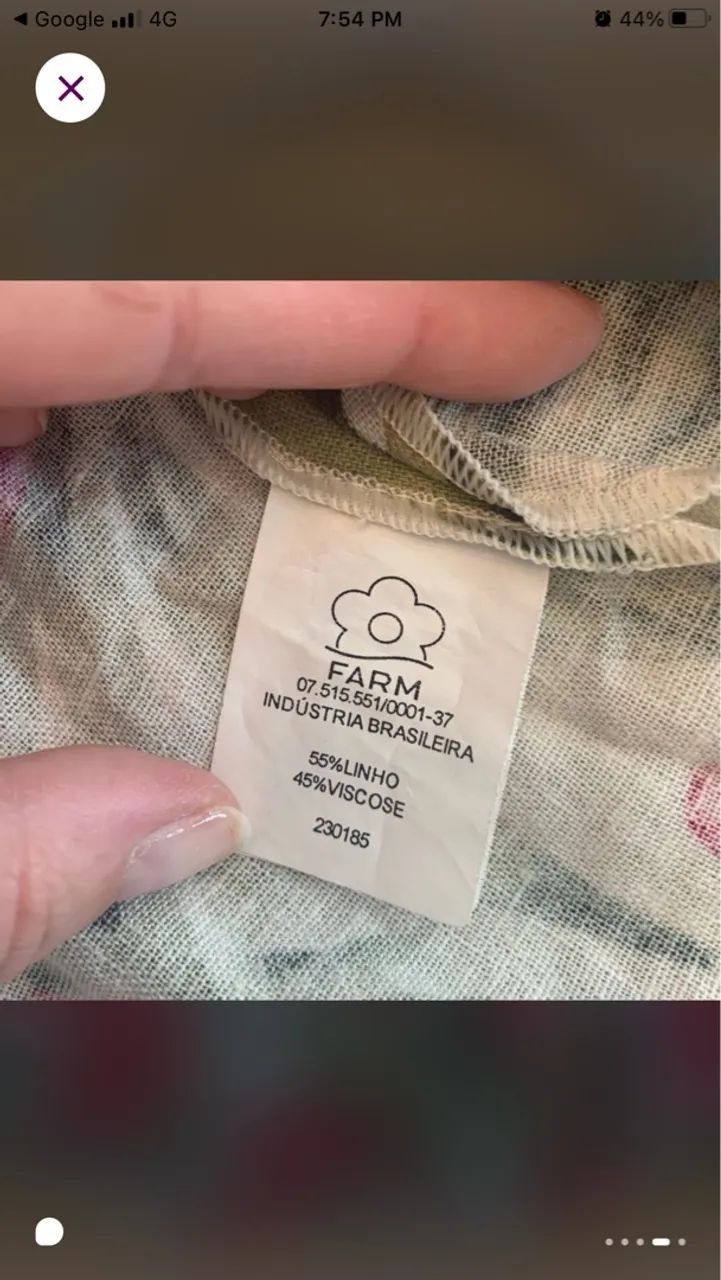 Google 4G 7:54 PM 44%
FARM
07.515.551/0001-37
INDÚSTRIA BRASILEIRA
55%LINHO
45%VISCOSE
230185